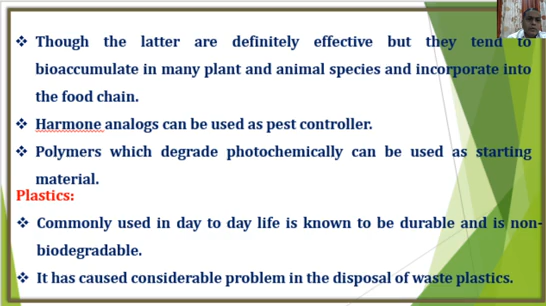 ❖ Though the latter are definitely effective but they tend to
bioaccumulate in many plant and animal species and incorporate into
the food chain.
❖ Harmone analogs can be used as pest controller.
❖ Polymers which degrade photochemically can be used as starting
material.
Plastics:
❖ Commonly used in day to day life is known to be durable and is non-
biodegradable.
❖ It has caused considerable problem in the disposal of waste plastics.